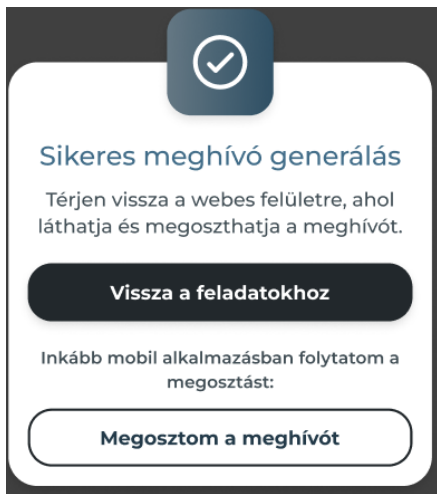 Sikeres meghívó generálás
Térjen vissza a webes felületre, ahol
láthatja és megoszthatja a meghívót.
Vissza a feladatokhoz
Inkább mobil alkalmazásban folytatom a
megosztást:
Megosztom a meghívót